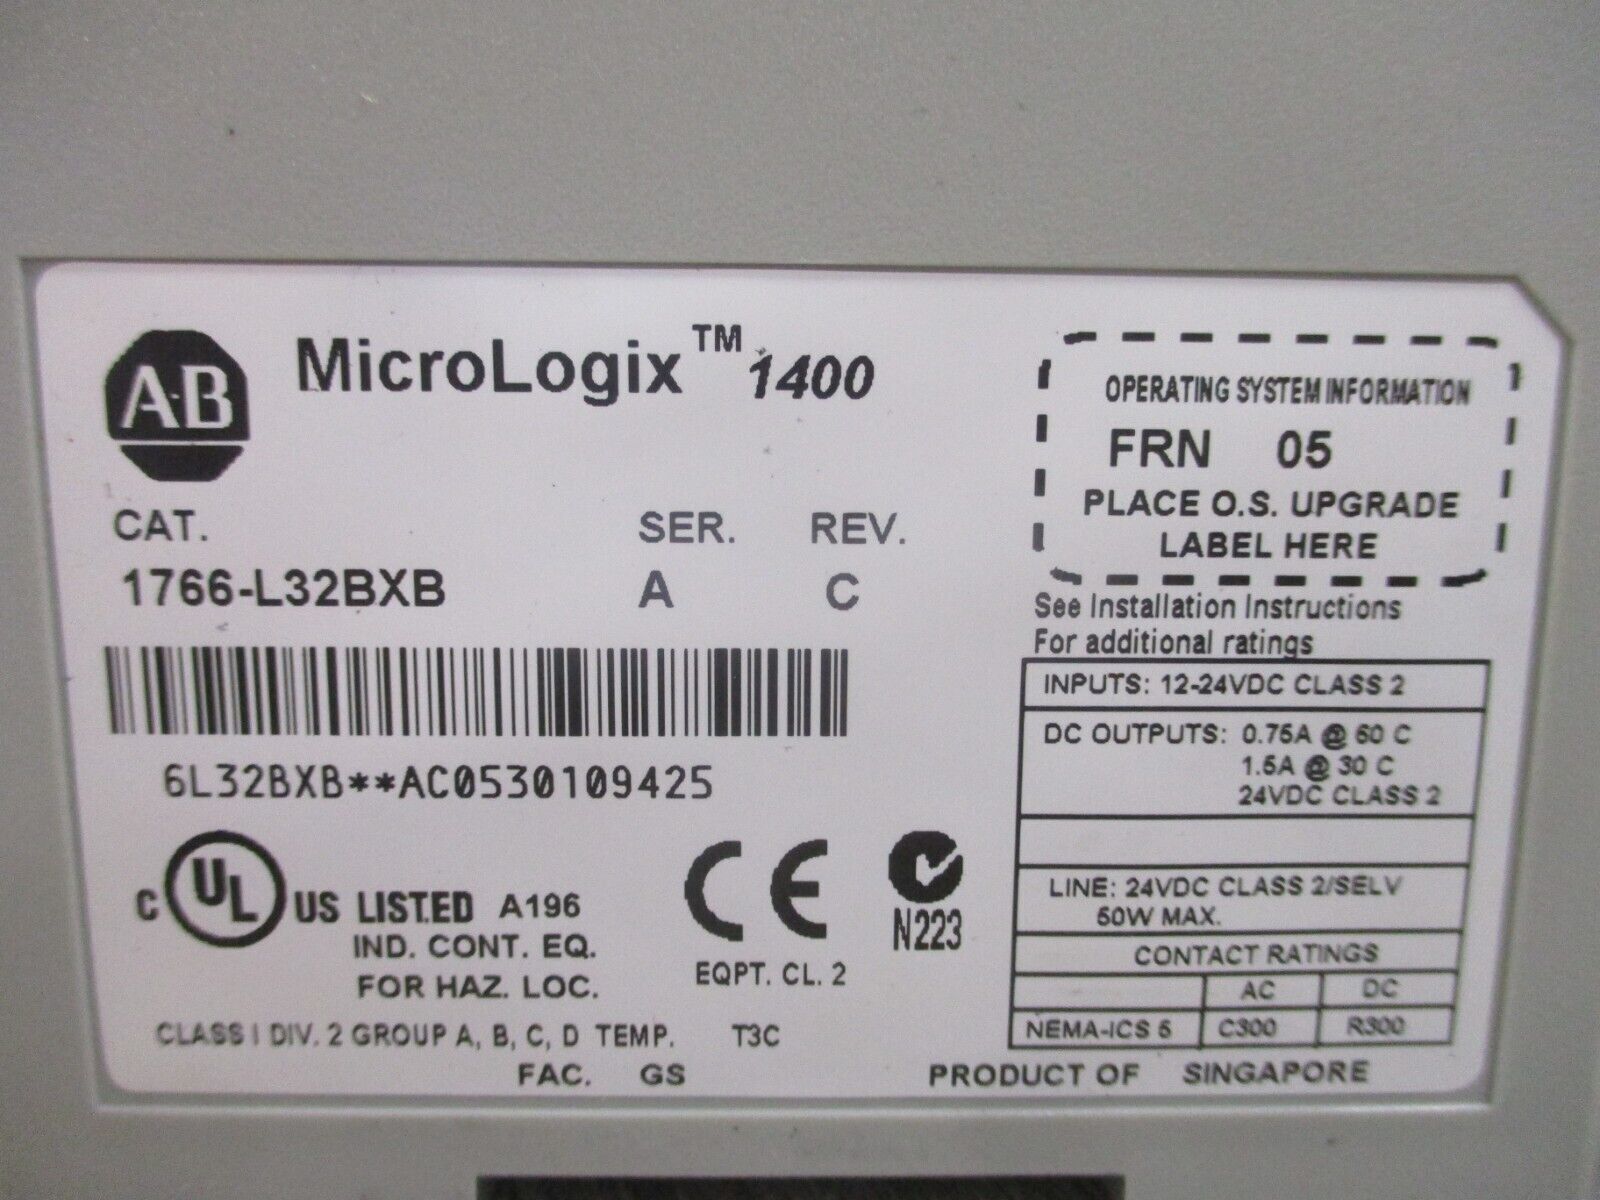 A-B
MicroLogix™ 1400
CAT. SER. REV.
1766-L32BXB A C
6L32BXB**AC0530109425
C UL US LISTED A196
IND. CONT. EQ.
FOR HAZ. LOC.
CE
EQPT. CL. 2
N223
CLASS I DIV. 2 GROUP A, B, C, D TEMP. T3C
FAC. GS
OPERATING SYSTEM INFORMATION
FRN 05
PLACE O.S. UPGRADE
LABEL HERE
See Installation Instructions
For additional ratings
INPUTS: 12-24VDC CLASS 2
DC OUTPUTS: 0.75A @ 60 C
1.5A @ 30 C
24VDC CLASS 2
LINE: 24VDC CLASS 2/SELV
50W MAX.
CONTACT RATINGS
AC DC
NEMA-ICS 5 C300 R300
PRODUCT OF SINGAPORE